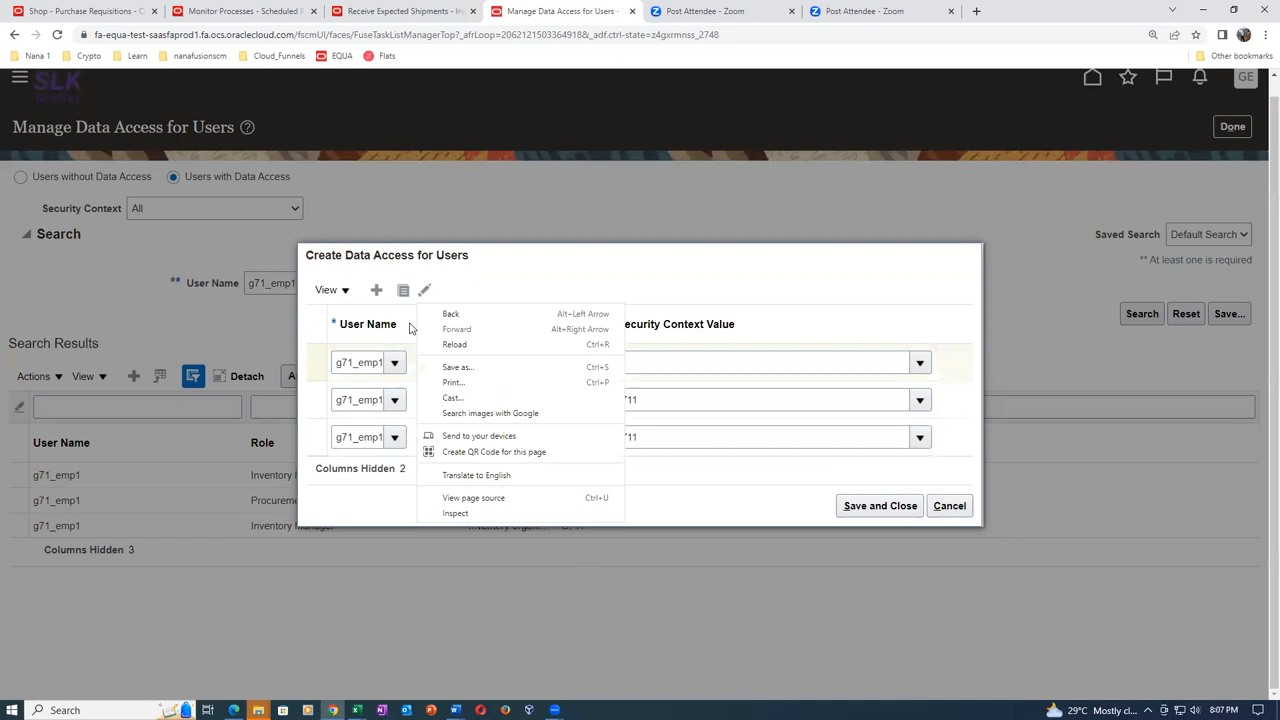 Shop - Purchase Requisitions - C
Monitor Processes - Scheduled P
Receive Expected Shipments - In
Manage Data Access for Users -
Post Attendee - Zoom
Post Attendee - Zoom
fa-equa-test-saasfaprod1.fa.ocs.oraclecloud.com/fscmUI/faces/FuseTaskListManagerTop?_afrLoop=20621215033649188_adf.ctrl-state=z4gxrmnss_2748
Nana 1
Crypto
Learn
nanafusionscm
Cloud_Funnels
EQUA
Flats
Other bookmarks
SLK
GE
Manage Data Access for Users
Done
Users without Data Access
Users with Data Access
Security Context
All
Search
Saved Search
Default Search
** At least one is required
** User Name
g71_emp1
Search
Reset
Save...
Search Results
Actions
View
Detach
A
User Name
Role
g71_emp1
Inventory
g71_emp1
Procurem
g71_emp1
Inventory Manager
Columns Hidden 3
Create Data Access for Users
View
* User Name
ecurity Context Value
g71_emp1
g71_emp1
711
g71_emp1
711
Columns Hidden 2
Save and Close
Cancel
Back Alt+Left Arrow
Forward Alt+Right Arrow
Reload Ctrl+R
Save as... Ctrl+S
Print... Ctrl+P
Cast...
Search images with Google
Send to your devices
Create QR Code for this page
Translate to English
View page source Ctrl+U
Inspect
Search
29°C Mostly c...
8:07 PM